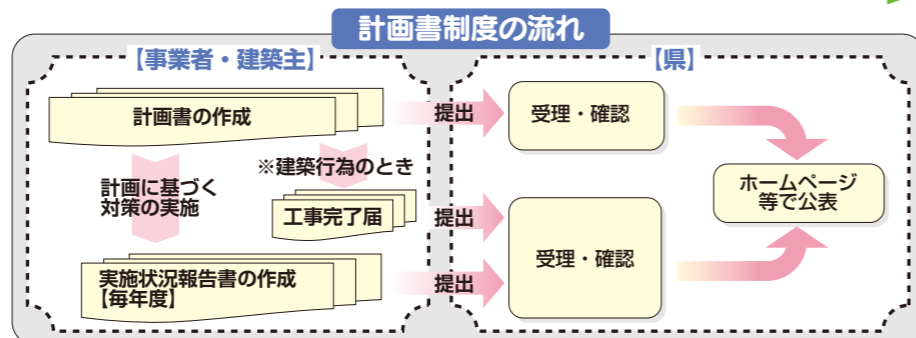 計画書制度の流れ
【事業者・建築主】
計画書の作成
計画に基づく
対策の実施
※建築行為のとき
工事完了届
実施状況報告書の作成
【毎年度】
提出
提出
提出
【県】
受理・確認
受理・確認
ホームページ
等で公表